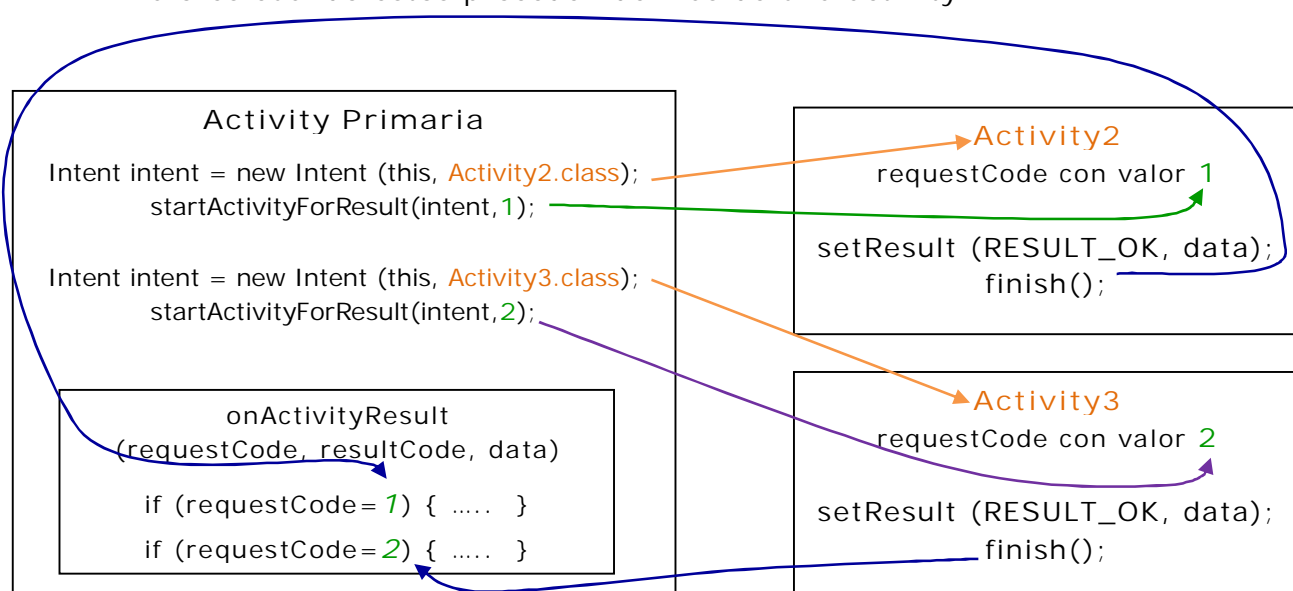 Activity Primaria
Intent intent = new Intent (this, Activity2.class);
startActivityForResult(intent,1);
Intent intent = new Intent (this, Activity3.class);
startActivityForResult(intent,2);
onActivityResult
(requestCode, resultCode, data)
if (requestCode=1) { ..... }
if (requestCode=2) { ..... }
Activity2
requestCode con valor 1
setResult (RESULT_OK, data);
finish();
Activity3
requestCode con valor 2
setResult (RESULT_OK, data);
finish();